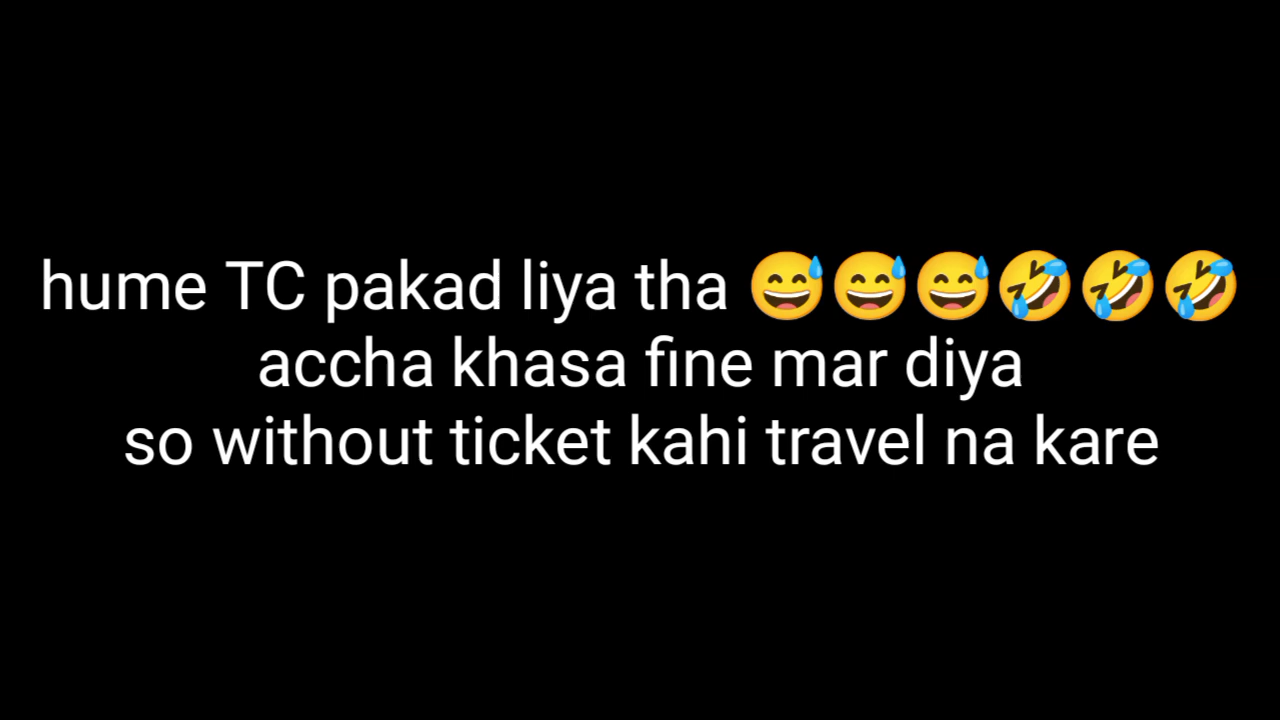 hume TC pakad liya tha 😅😅😅🤣🤣🤣
accha khasa fine mar diya
so without ticket kahi travel na kare